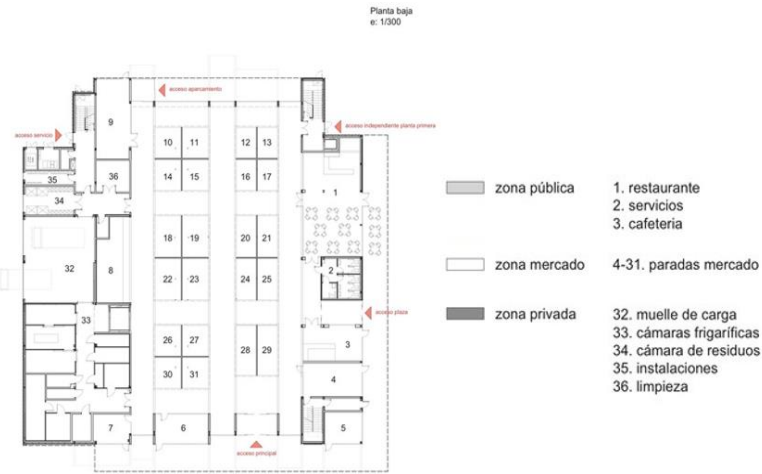 Planta baja
e: 1/300
acceso aparcamiento
acceso independiente planta primera
acceso servicio
9
10 11 12 13
36
14 15 16 17
35
34
1
18 19 20 21
32
8
2
22 23 24 25
acceso plaza
33
26 27 28 29
3
30 31
4
7 6 5
acceso principal
zona pública
1. restaurante
2. servicios
3. cafeteria
zona mercado
4-31. paradas mercado
zona privada
32. muelle de carga
33. cámaras frigaríficas
34. cámara de residuos
35. instalaciones
36. limpieza